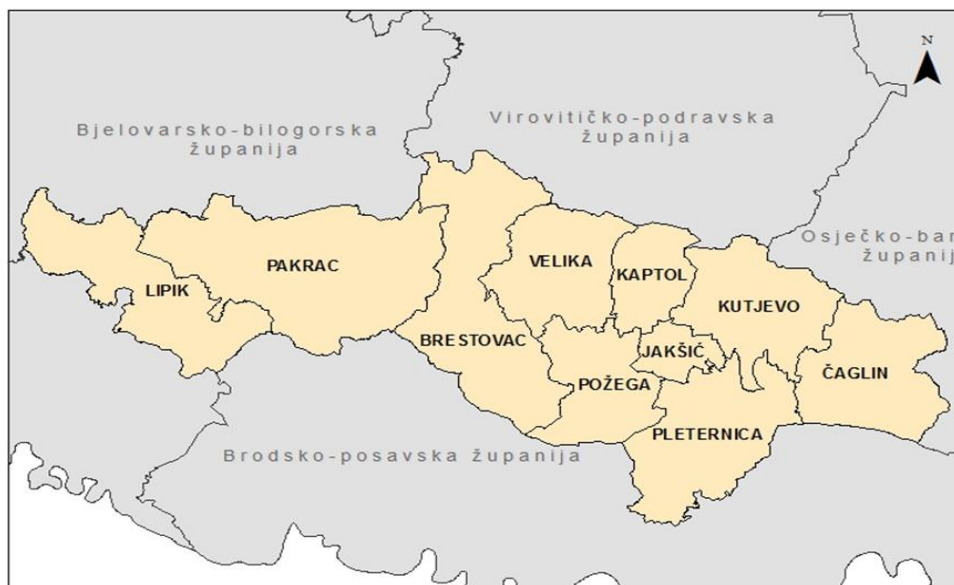 N
Bjelovarsko-bilogorska
županija
Virovitičko-podravska
županija
Osječko-bar
županij
PAKRAC
LIPIK
VELIKA
KAPTOL
KUTJEVO
BRESTOVAC
JAKŠIĆ
POŽEGA
ČAGLIN
PLETERNICA
Brodsko-posavska županija